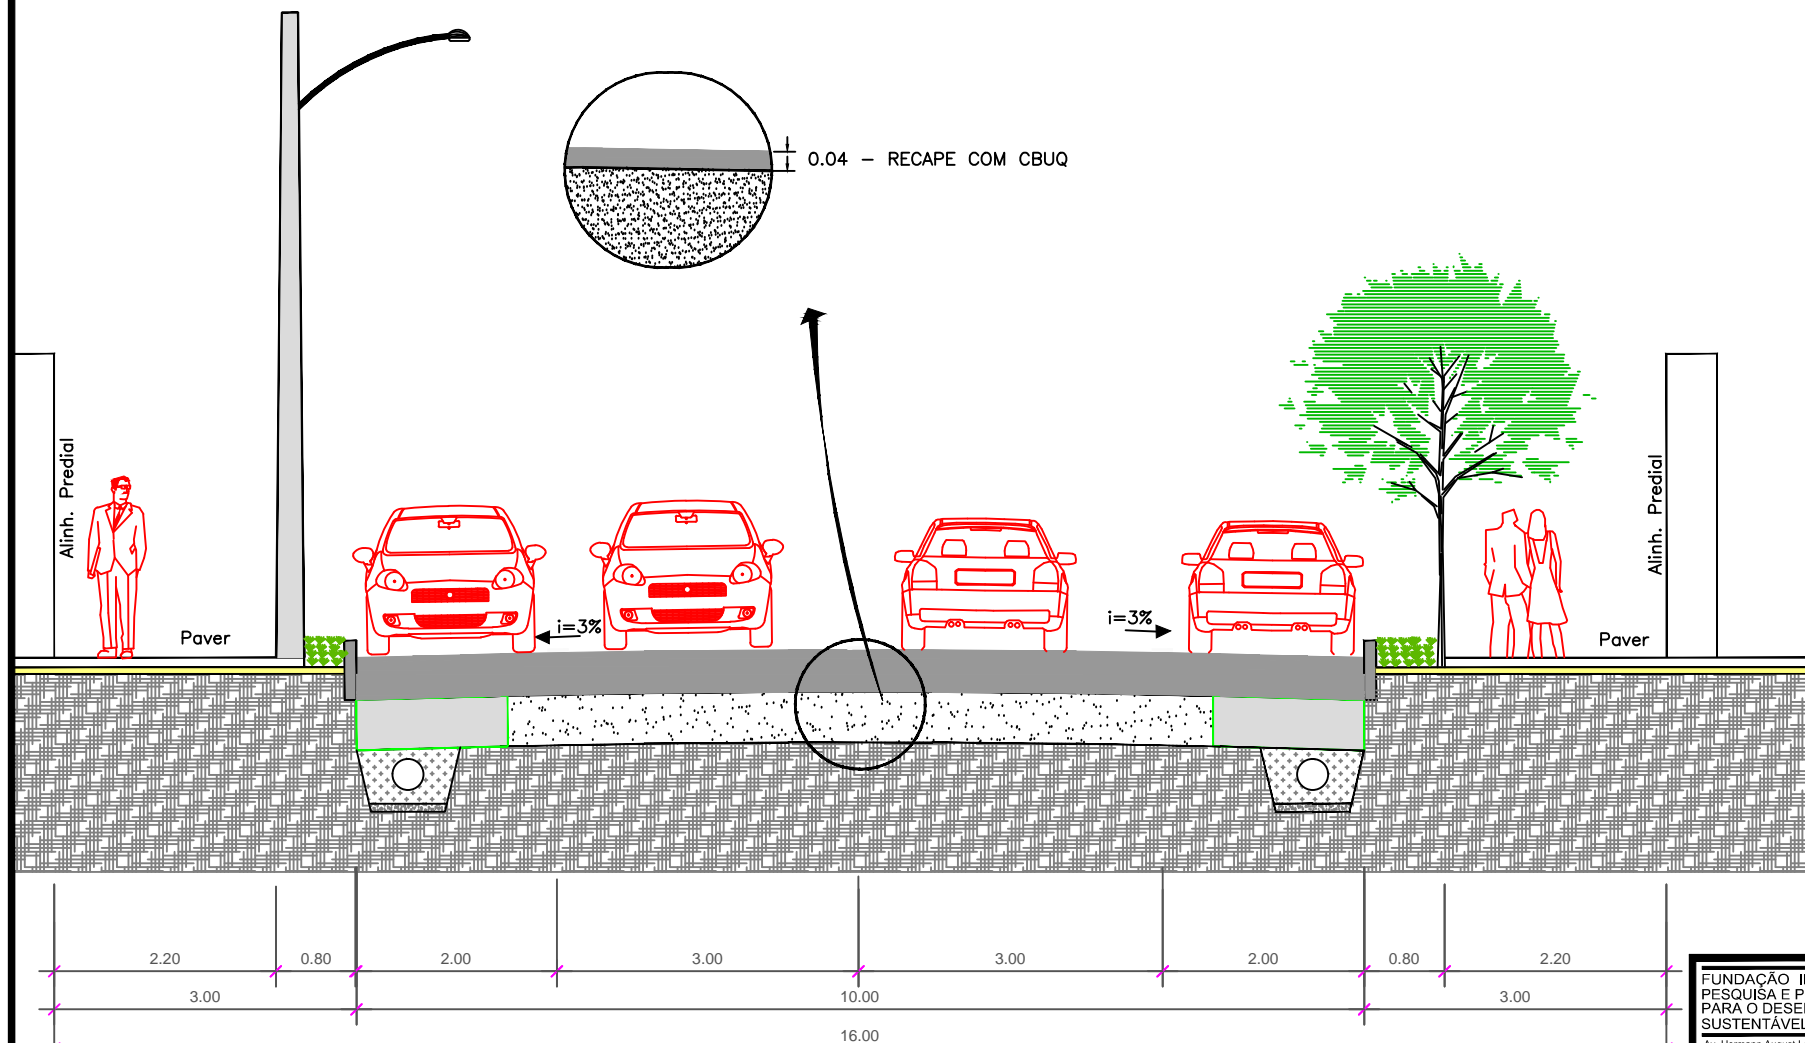 0.04 - RECAPE COM CBUQ
Alinh. Predial
Alinh. Predial
Paver
i=3%
i=3%
Paver
2.20
0.80
2.00
3.00
3.00
2.00
0.80
2.20
3.00
10.00
3.00
16.00
FUNDAÇÃO
PESQUISA E
PARA O
SUSTENTÁVEL